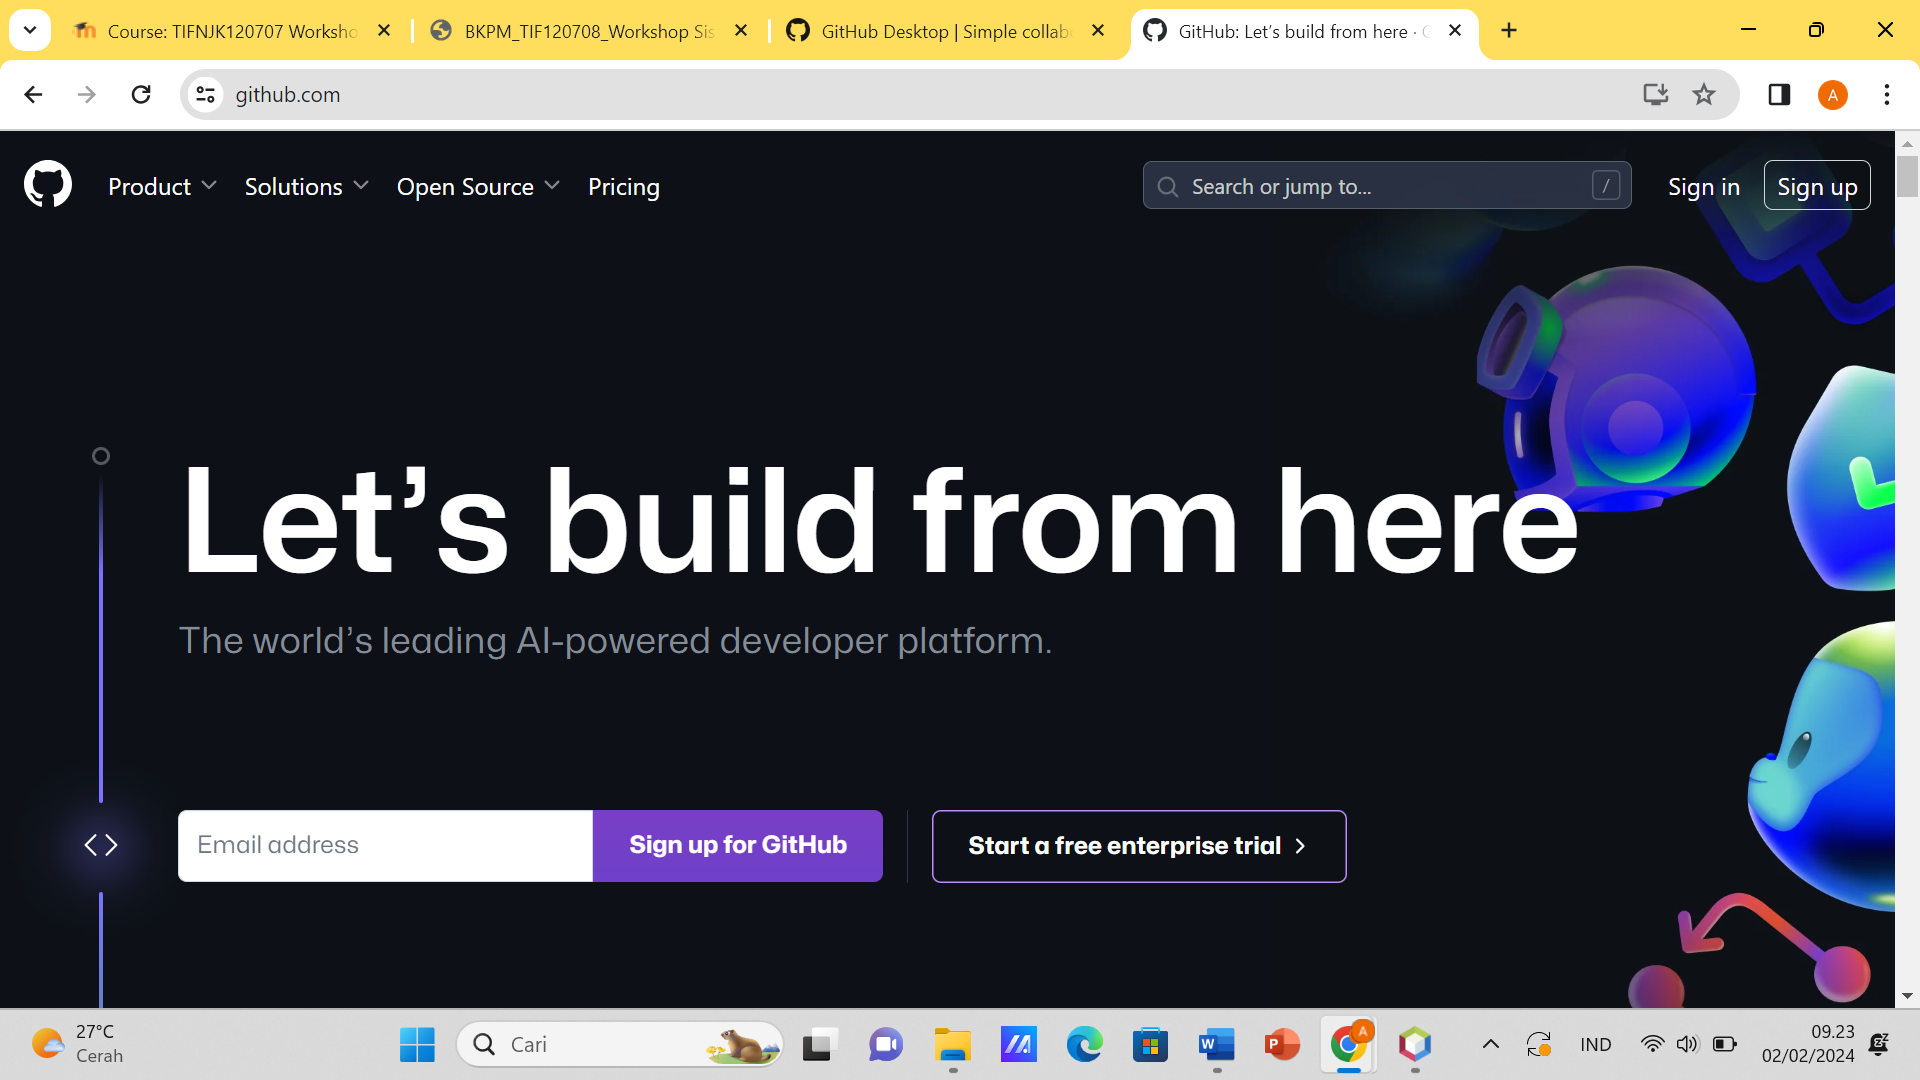 Course: TIFNJK120707 Worksho
BKPM_TIF120708_Workshop Sis
GitHub Desktop | Simple collab
GitHub: Let's build from here ·
github.com
A
Product
Solutions
Open Source
Pricing
Search or jump to...
/
Sign in
Sign up
Let's build from here
The world's leading AI-powered developer platform.
Email address
Sign up for GitHub
Start a free enterprise trial
27°C
Cerah
Cari
W
P
A
IND
09.23
02/02/2024